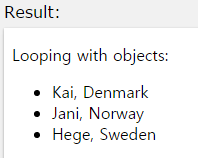 Result:
Looping with objects:
• Kai, Denmark
• Jani, Norway
• Hege, Sweden